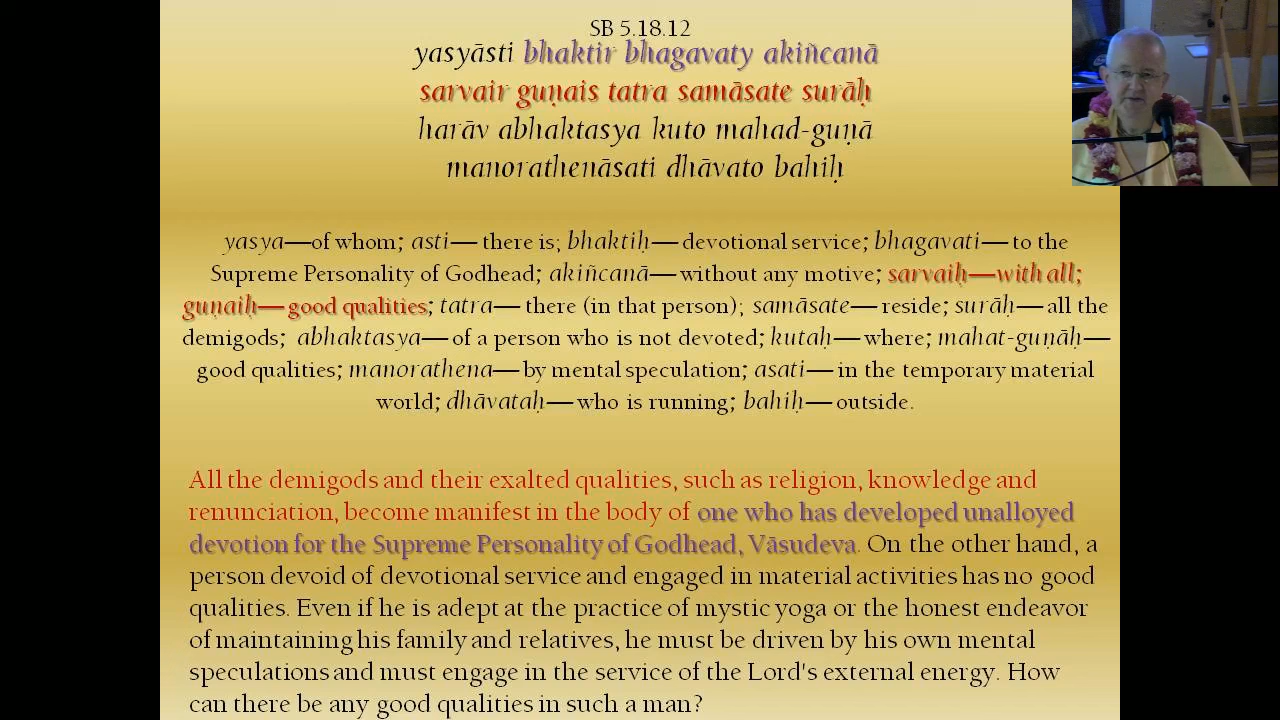 SB 5.18.12
yasyāsti bhaktir bhagavaty akiñcanā
sarvair guṇais tatra samāsate surāḥ
harāv abhaktasya kuto mahad-guṇā
manorathenāsati dhāvato bahiḥ
yasya—of whom; asti—there is; bhaktiḥ—devotional service; bhagavati—to the
Supreme Personality of Godhead; akiñcanā—without any motive; sarvaiḥ—with all;
guṇaiḥ—good qualities; tatra—there (in that person); samāsate—reside; surāḥ—all the
demigods; abhaktasya—of a person who is not devoted; kutaḥ—where; mahat-guṇāḥ—
good qualities; manorathena—by mental speculation; asati—in the temporary material
world; dhāvataḥ—who is running; bahiḥ—outside.
All the demigods and their exalted qualities, such as religion, knowledge and
renunciation, become manifest in the body of one who has developed unalloyed
devotion for the Supreme Personality of Godhead, Vāsudeva. On the other hand, a
person devoid of devotional service and engaged in material activities has no good
qualities. Even if he is adept at the practice of mystic yoga or the honest endeavor
of maintaining his family and relatives, he must be driven by his own mental
speculations and must engage in the service of the Lord's external energy. How
can there be any good qualities in such a man?